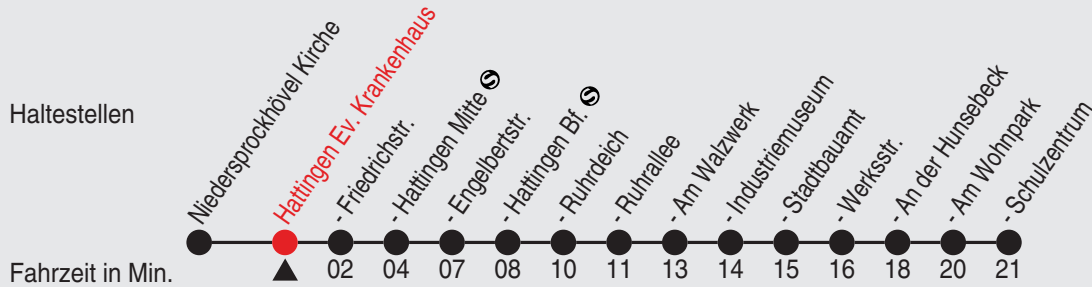 Haltestellen
Niedersprockhövel Kirche
Hattingen Ev. Krankenhaus
- Friedrichstr.
- Hattingen Mitte S
- Engelbertstr.
- Hattingen Bf. S
- Ruhrdeich
- Ruhrallee
- Am Walzwerk
- Industriemuseum
- Stadtbauamt
- Werksstr.
- An der Hunsebeck
- Am Wohnpark
- Schulzentrum
Fahrzeit in Min. 02 04 07 08 10 11 13 14 15 16 18 20 21